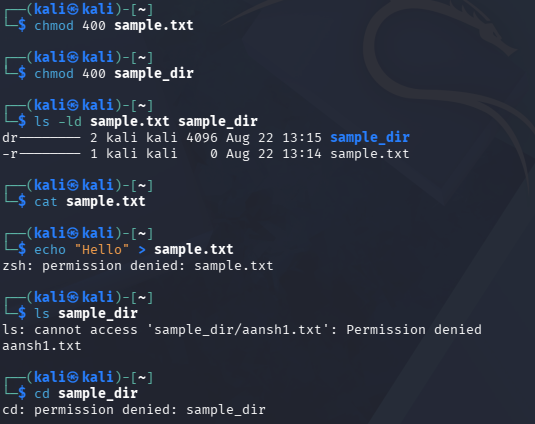 ┌──(kali㉿kali)-[~]
└─$ chmod 400 sample.txt
┌──(kali㉿kali)-[~]
└─$ chmod 400 sample_dir
┌──(kali㉿kali)-[~]
└─$ ls -ld sample.txt sample_dir
dr-------- 2 kali kali 4096 Aug 22 13:15 sample_dir
-r-------- 1 kali kali    0 Aug 22 13:14 sample.txt
┌──(kali㉿kali)-[~]
└─$ cat sample.txt
┌──(kali㉿kali)-[~]
└─$ echo "Hello" > sample.txt
zsh: permission denied: sample.txt
┌──(kali㉿kali)-[~]
└─$ ls sample_dir
ls: cannot access 'sample_dir/aansh1.txt': Permission denied
aansh1.txt
┌──(kali㉿kali)-[~]
└─$ cd sample_dir
cd: permission denied: sample_dir